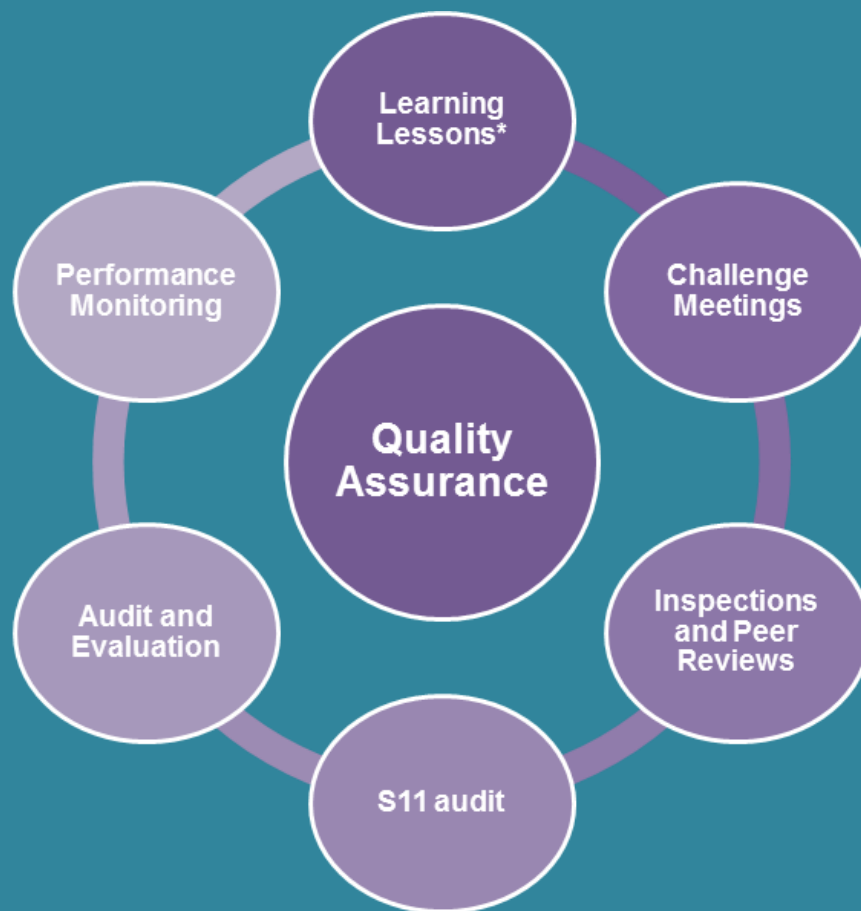 Learning
Lessons*
Challenge
Meetings
Inspections
and Peer
Reviews
S11 audit
Audit and
Evaluation
Performance
Monitoring
Quality
Assurance